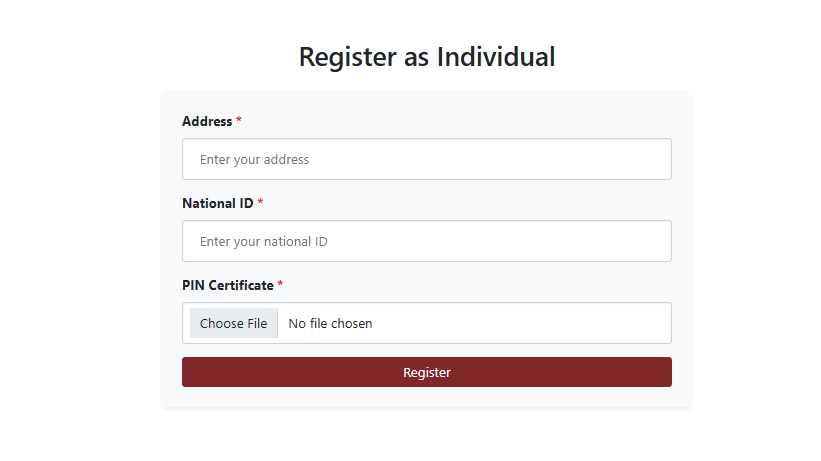 Register as Individual
Address *
Enter your address
National ID *
Enter your national ID
PIN Certificate *
Choose File No file chosen
Register